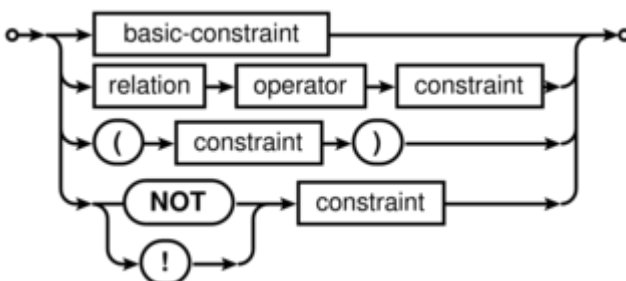 basic-constraint
relation operator constraint
( constraint )
NOT constraint
!